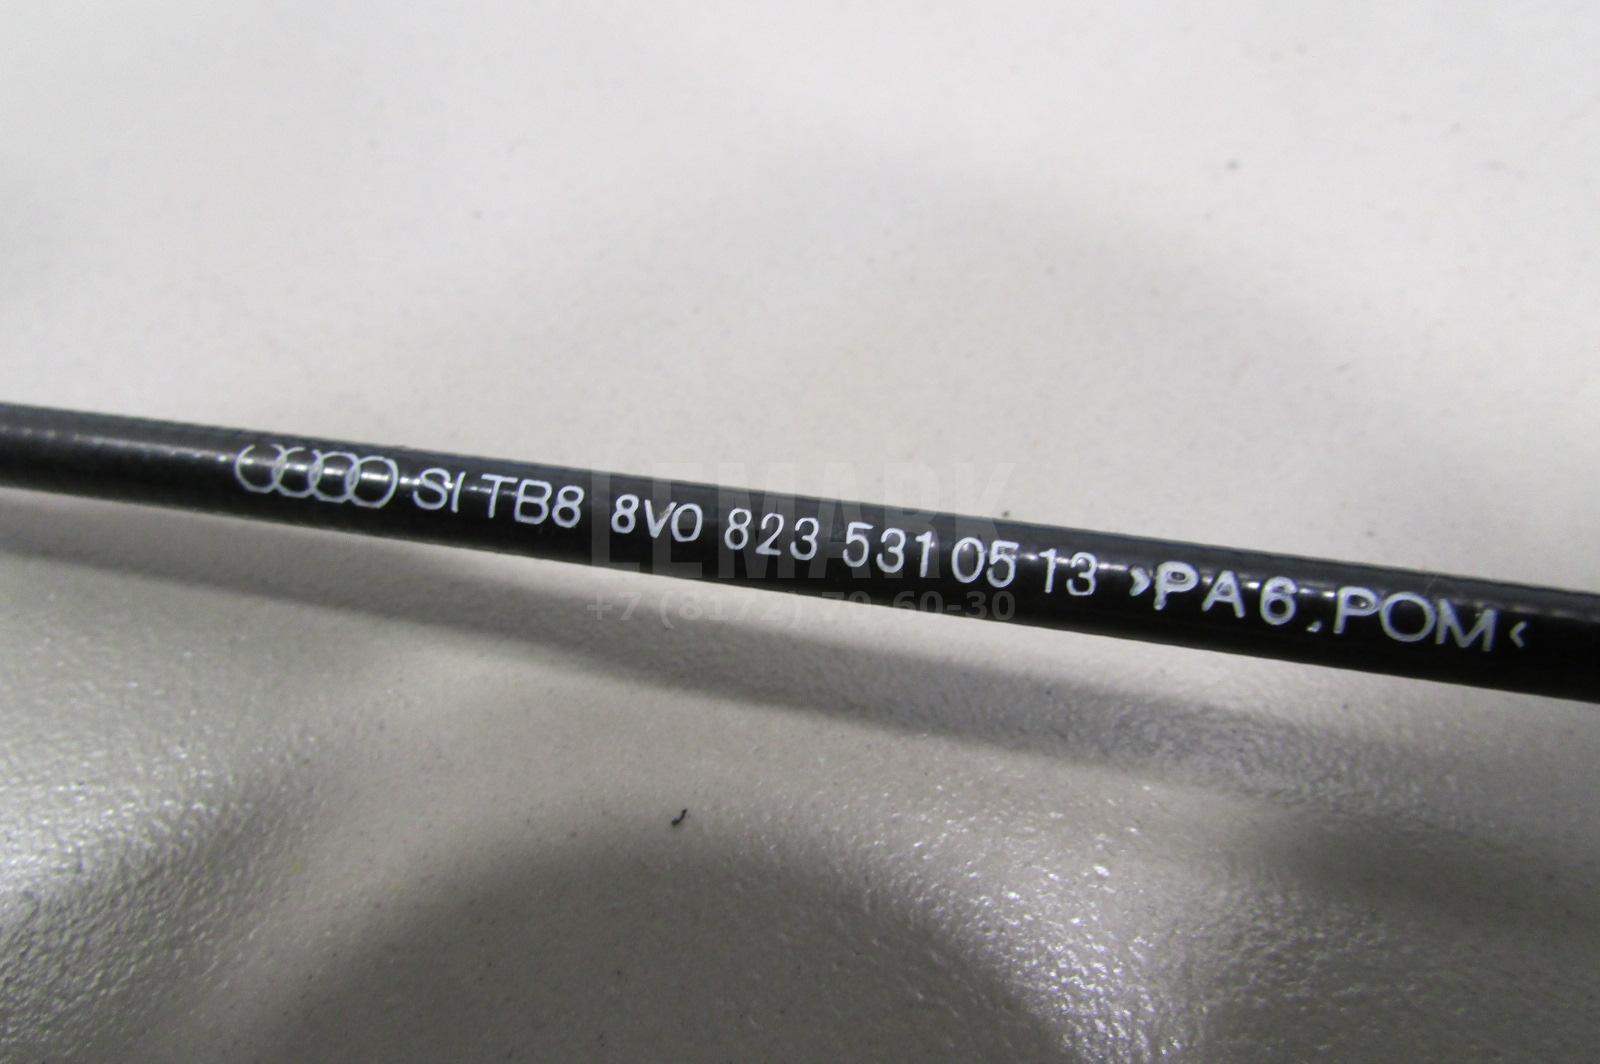 SI TB8 8V0 823 531 05 13 >PA6,POM<
LEMARK
+7 (8172) 70-60-30